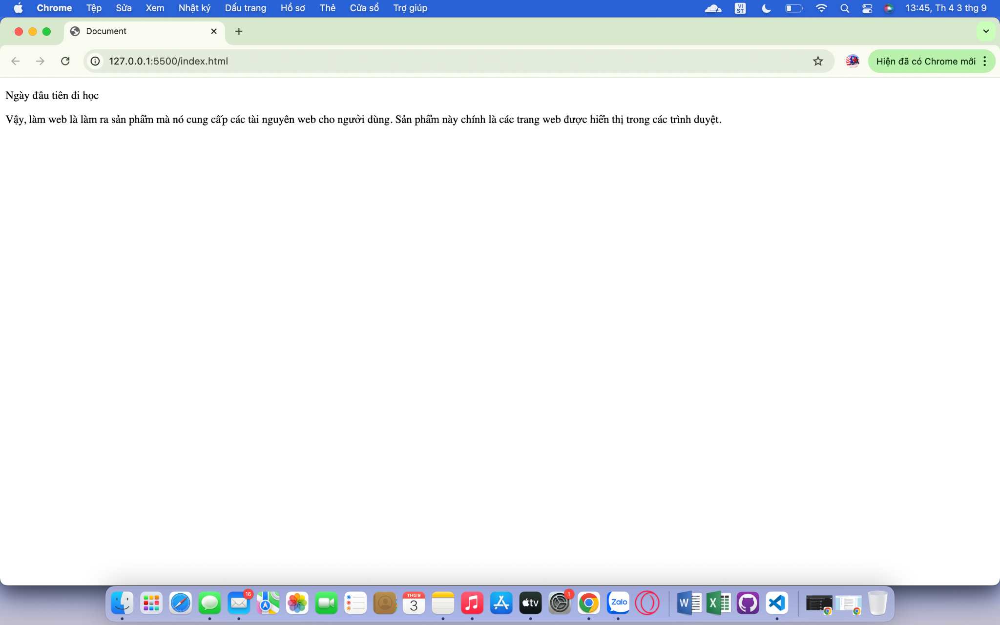 Chrome Tệp Sửa Xem Nhật ký Dấu trang Hồ sơ Thẻ Cửa sổ Trợ giúp VI ST 13:45, Th 4 3 thg 9
Document
127.0.0.1:5500/index.html Hiện đã có Chrome mới
Ngày đâu tiên đi học
Vậy, làm web là làm ra sản phẩm mà nó cung cấp các tài nguyên web cho người dùng. Sản phẩm này chính là các trang web được hiển thị trong các trình duyệt.
16 THG 9 3 tv 1 Zalo W X